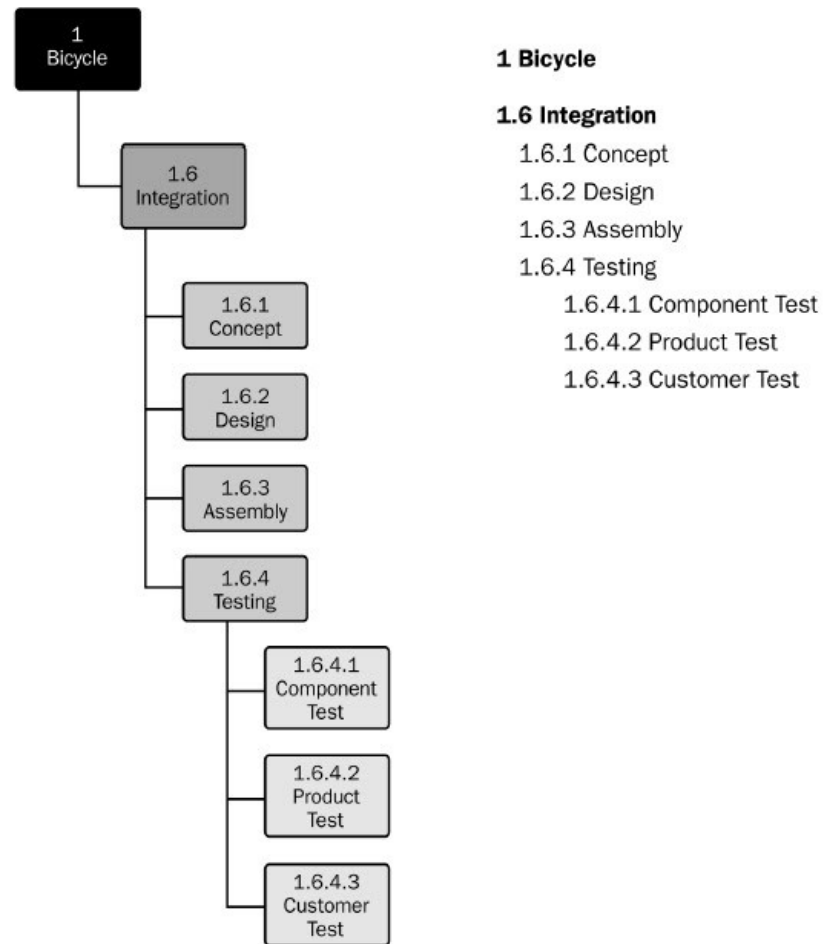 1
Bicycle
1.6
Integration
1.6.1
Concept
1.6.2
Design
1.6.3
Assembly
1.6.4
Testing
1.6.4.1
Component
Test
1.6.4.2
Product
Test
1.6.4.3
Customer
Test
1 Bicycle
1.6 Integration
1.6.1 Concept
1.6.2 Design
1.6.3 Assembly
1.6.4 Testing
1.6.4.1 Component Test
1.6.4.2 Product Test
1.6.4.3 Customer Test